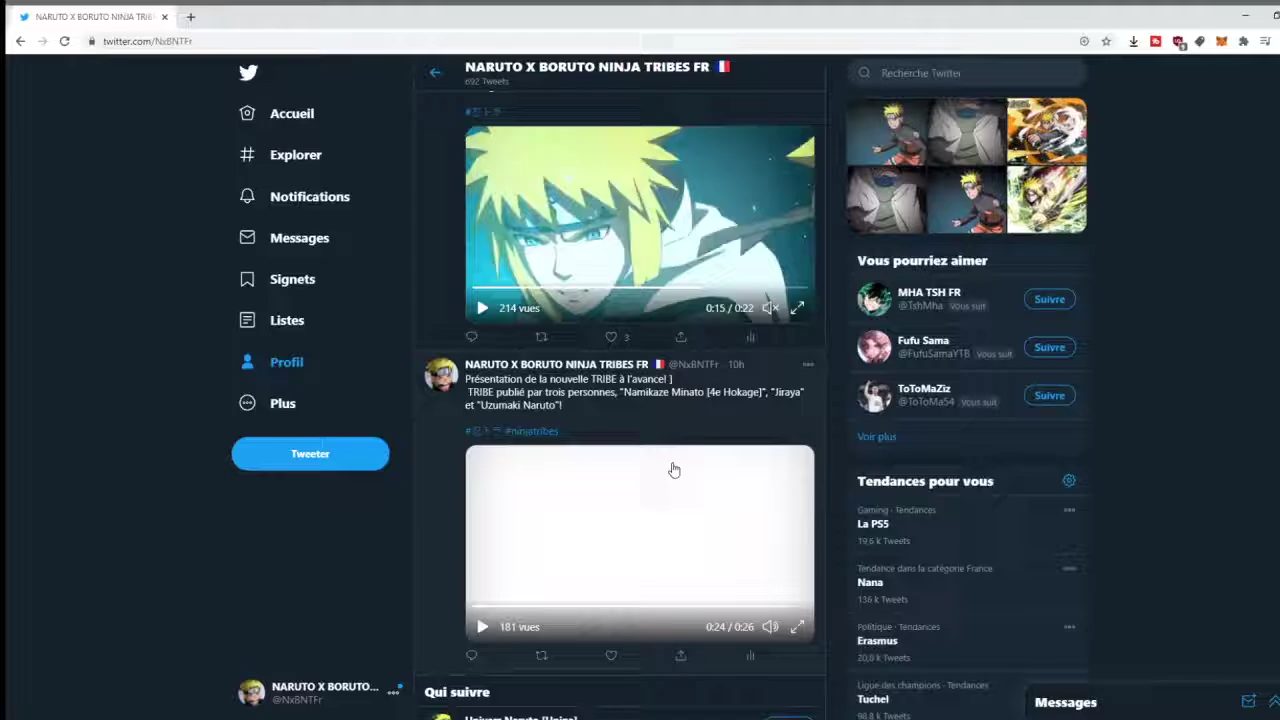 NARUTO X BORUTO NINJA TRIBE
twitter.com/NxBNTFr
Accueil
Explorer
Notifications
Messages
Signets
Listes
Profil
Plus
Tweeter
NARUTO X BORUTO...
@NxBNTFr
NARUTO X BORUTO NINJA TRIBES FR
692 Tweets
214 vues
0:15 / 0:22
3
NARUTO X BORUTO NINJA TRIBES FR @NxBNTFr · 10h
Présentation de la nouvelle TRIBE à l'avance! ]
TRIBE publié par trois personnes, "Namikaze Minato [4e Hokage]", "Jiraya"
et "Uzumaki Naruto"!
#ninjatribes
181 vues
0:24 / 0:26
Qui suivre
Univers Naruto
Recherche Twitter
Vous pourriez aimer
MHA TSH FR
@TshMha Vous suit
Suivre
Fufu Sama
@FufuSamaYTB Vous suit
Suivre
ToToMaZiz
@ToToMa54 Vous suit
Suivre
Voir plus
Tendances pour vous
Gaming · Tendances
La PS5
19,6 k Tweets
Tendance dans la catégorie France
Nana
136 k Tweets
Politique · Tendances
Erasmus
20,8 k Tweets
Ligue des champions · Tendances
Tuchel
98,8 k Tweets
Messages